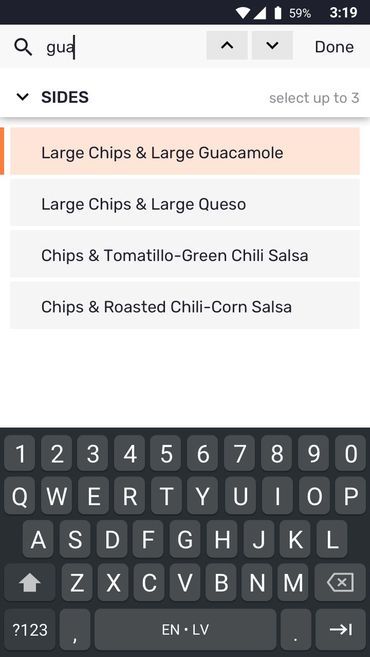 59% 3:19
gua Done
SIDES select up to 3
Large Chips & Large Guacamole
Large Chips & Large Queso
Chips & Tomatillo-Green Chili Salsa
Chips & Roasted Chili-Corn Salsa
1 2 3 4 5 6 7 8 9 0
Q W E R T Y U I O P
A S D F G H J K L
Z X C V B N M
?123 , EN • LV .